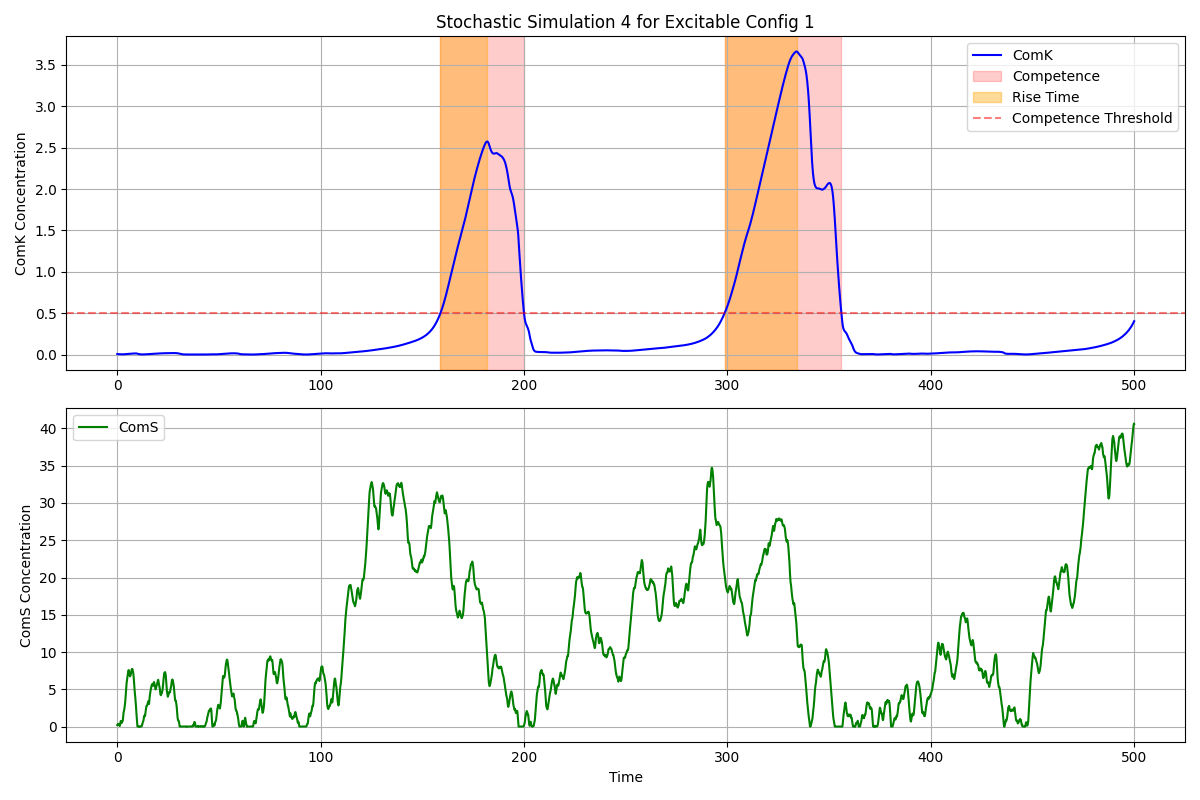 Stochastic Simulation 4 for Excitable Config 1
ComK Concentration
3.5
3.0
2.5
2.0
1.5
1.0
0.5
0.0
ComK
Competence
Rise Time
Competence Threshold
0 100 200 300 400 500
ComS Concentration
40
35
30
25
20
15
10
5
0
ComS
0 100 200 300 400 500
Time